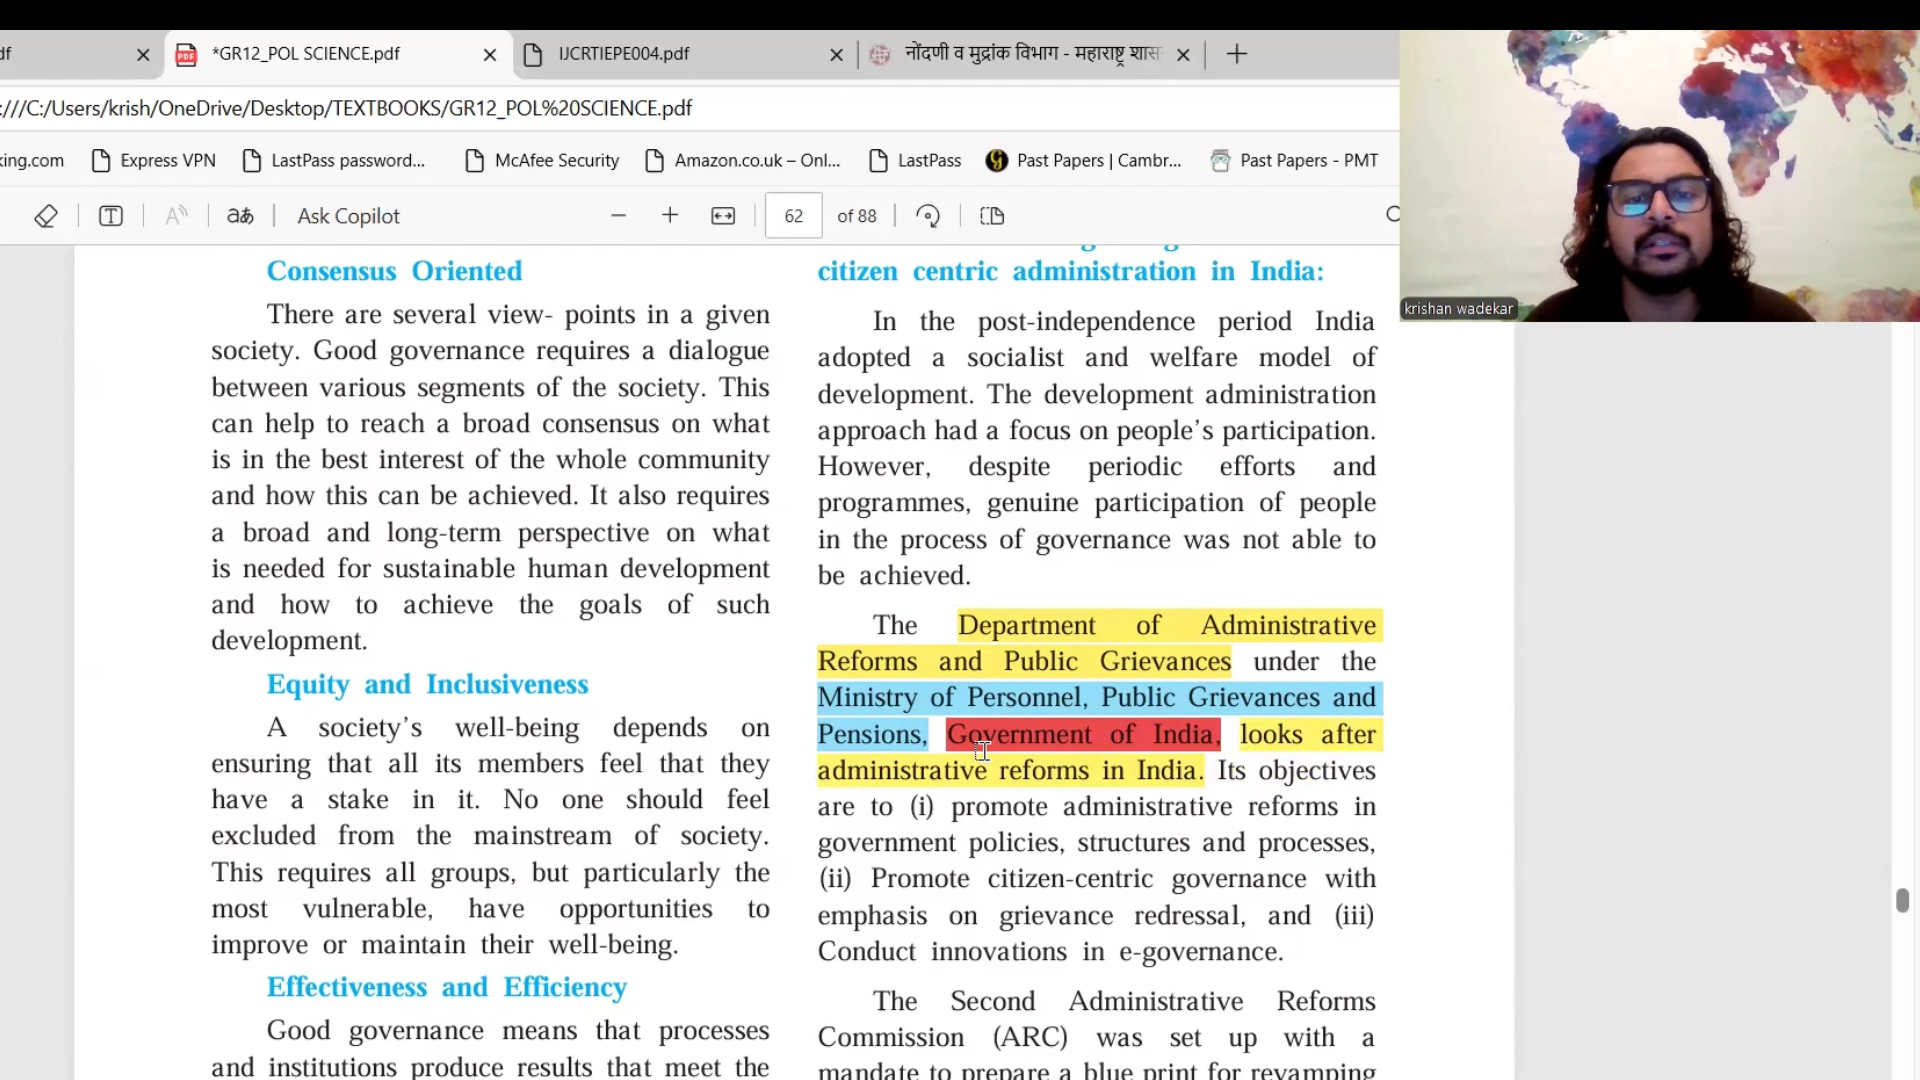 df
*GR12_POL SCIENCE.pdf
IJCRTIEPE004.pdf
नोंदणी व मुद्रांक विभाग - महाराष्ट्र शास
:///C:/Users/krish/OneDrive/Desktop/TEXTBOOKS/GR12_POL%20SCIENCE.pdf
king.com
Express VPN
LastPass password...
McAfee Security
Amazon.co.uk – Onl...
LastPass
Past Papers | Cambr...
Past Papers - PMT
Ask Copilot
62 of 88
krishan wadekar
Consensus Oriented
There are several view- points in a given
society. Good governance requires a dialogue
between various segments of the society. This
can help to reach a broad consensus on what
is in the best interest of the whole community
and how this can be achieved. It also requires
a broad and long-term perspective on what
is needed for sustainable human development
and how to achieve the goals of such
development.
Equity and Inclusiveness
A society’s well-being depends on
ensuring that all its members feel that they
have a stake in it. No one should feel
excluded from the mainstream of society.
This requires all groups, but particularly the
most vulnerable, have opportunities to
improve or maintain their well-being.
Effectiveness and Efficiency
Good governance means that processes
and institutions produce results that meet the
citizen centric administration in India:
In the post-independence period India
adopted a socialist and welfare model of
development. The development administration
approach had a focus on people’s participation.
However, despite periodic efforts and
programmes, genuine participation of people
in the process of governance was not able to
be achieved.
The Department of Administrative
Reforms and Public Grievances under the
Ministry of Personnel, Public Grievances and
Pensions, Government of India, looks after
administrative reforms in India. Its objectives
are to (i) promote administrative reforms in
government policies, structures and processes,
(ii) Promote citizen-centric governance with
emphasis on grievance redressal, and (iii)
Conduct innovations in e-governance.
The Second Administrative Reforms
Commission (ARC) was set up with a
mandate to prepare a blue print for revamping